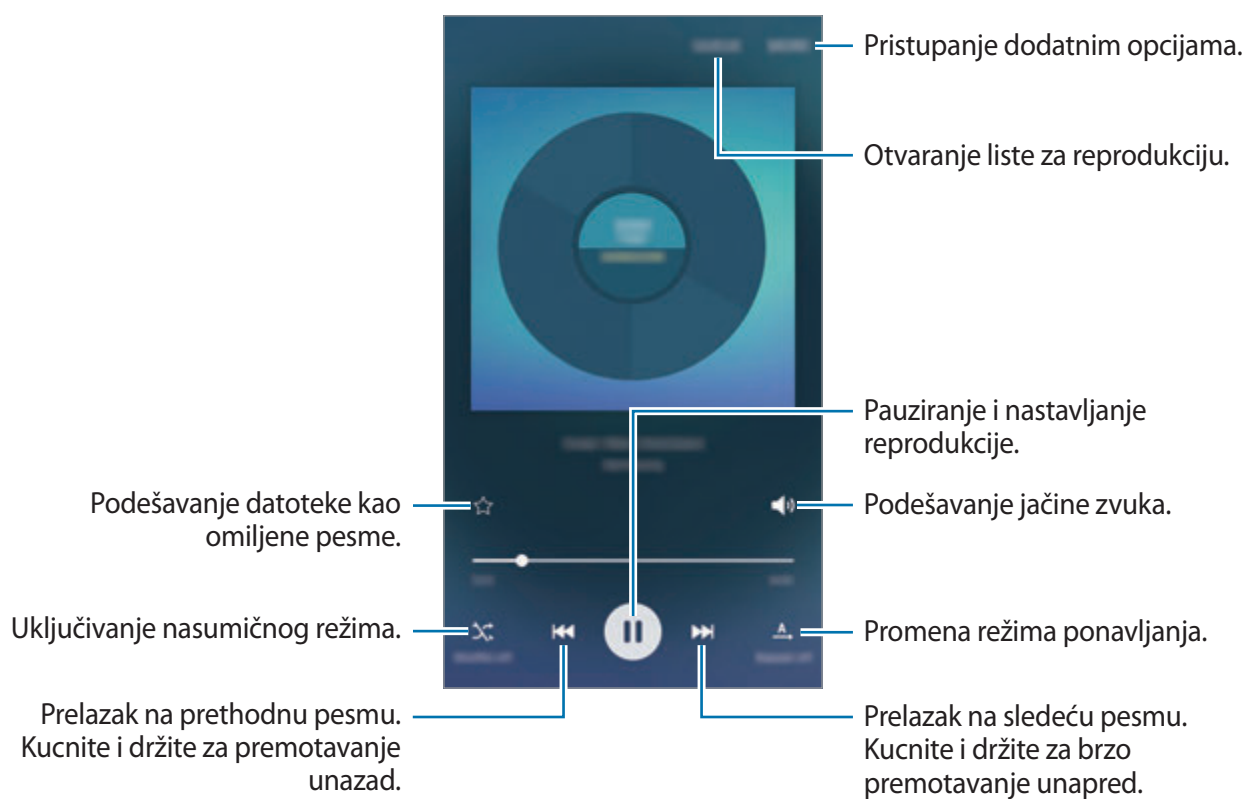 Pristupanje dodatnim opcijama.
Otvaranje liste za reprodukciju.
Pauziranje i nastavljanje
reprodukcije.
Podešavanje datoteke kao
omiljene pesme.
Podešavanje jačine zvuka.
Uključivanje nasumičnog režima.
A
Promena režima ponavljanja.
Prelazak na prethodnu pesmu.
Kucnite i držite za premotavanje
unazad.
Prelazak na sledeću pesmu.
Kucnite i držite za brzo
premotavanje unapred.